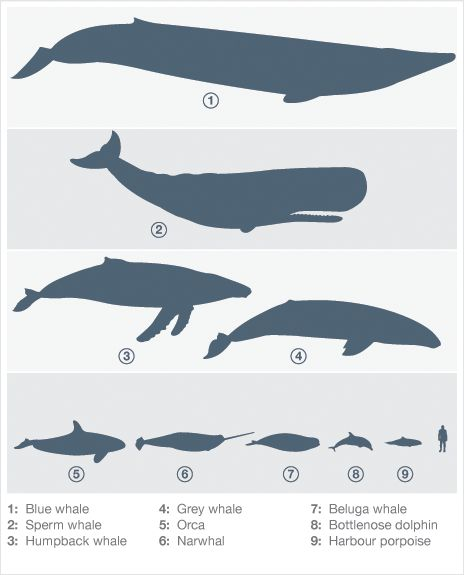 1
2
3
4
5
6
7
8
9
1: Blue whale
2: Sperm whale
3: Humpback whale
4: Grey whale
5: Orca
6: Narwhal
7: Beluga whale
8: Bottlenose dolphin
9: Harbour porpoise